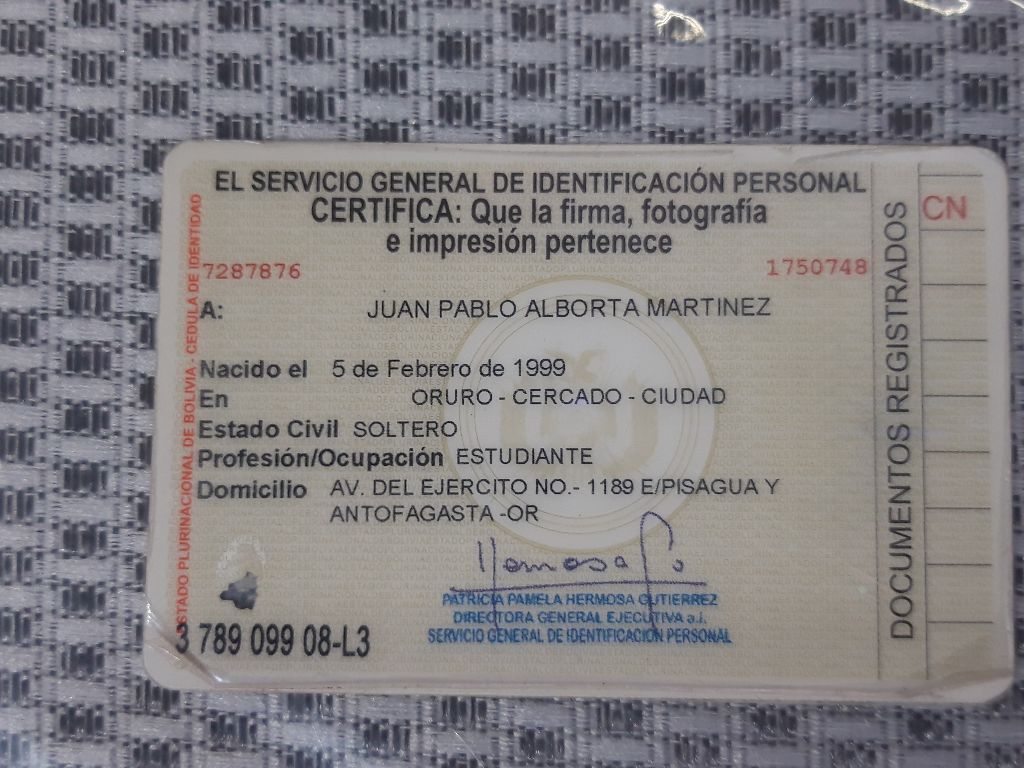 EL SERVICIO GENERAL DE IDENTIFICACIÓN PERSONAL
CERTIFICA: Que la firma, fotografía
e impresión pertenece
7287876
1750748
A: JUAN PABLO ALBORTA MARTINEZ
Nacido el 5 de Febrero de 1999
En ORURO - CERCADO - CIUDAD
Estado Civil SOLTERO
Profesión/Ocupación ESTUDIANTE
Domicilio AV. DEL EJERCITO NO.- 1189 E/PISAGUA Y
ANTOFAGASTA -OR
PATRICIA PAMELA HERMOSA GUTIERREZ
DIRECTORA GENERAL EJECUTIVA a.i.
SERVICIO GENERAL DE IDENTIFICACIÓN PERSONAL
3 789 099 08-L3
ESTADO PLURINACIONAL DE BOLIVIA - CEDULA DE IDENTIDAD
DOCUMENTOS REGISTRADOS
CN